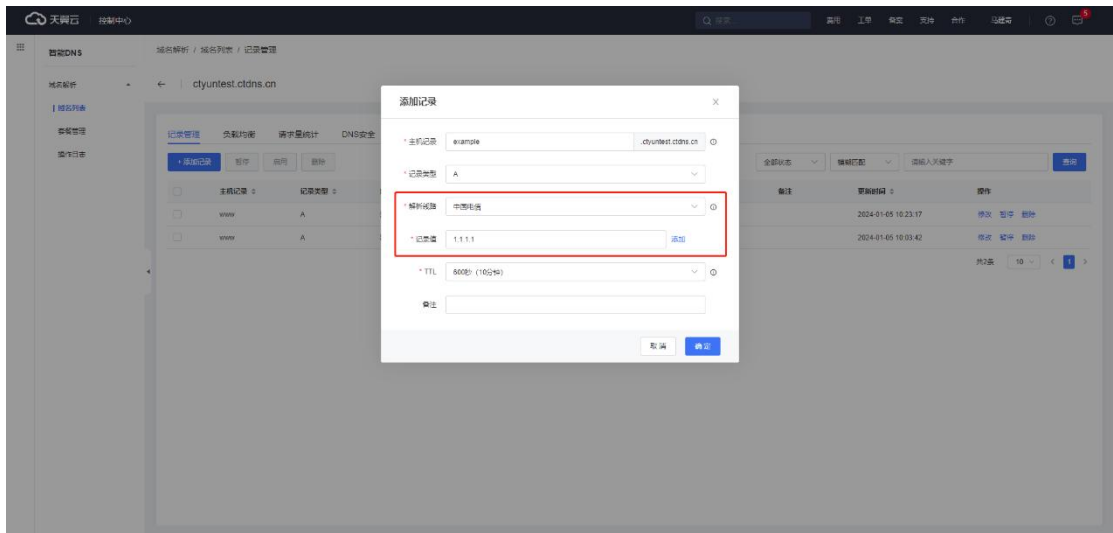 天翼云 控制中心 搜索... 费用 工单 备案 支持 合作 5
智能DNS
域名解析 / 域名列表 / 记录管理
域名解析
← ctyuntest.ctdns.cn
域名列表
套餐管理
操作日志
记录管理 负载均衡 请求量统计 DNS安全
+ 添加记录 暂停 启用 删除 全部状态 模糊匹配 请输入关键字 查询
主机记录 记录类型 备注 更新时间 操作
www A 2024-01-05 10:23:17 修改 暂停 删除
www A 2024-01-05 10:03:42 修改 暂停 删除
共2条 10 < 1 >
添加记录 X
* 主机记录 example .ctyuntest.ctdns.cn
* 记录类型 A
* 解析线路 中国电信
* 记录值 1.1.1.1 添加
* TTL 600秒（10分钟）
备注
取消 确定